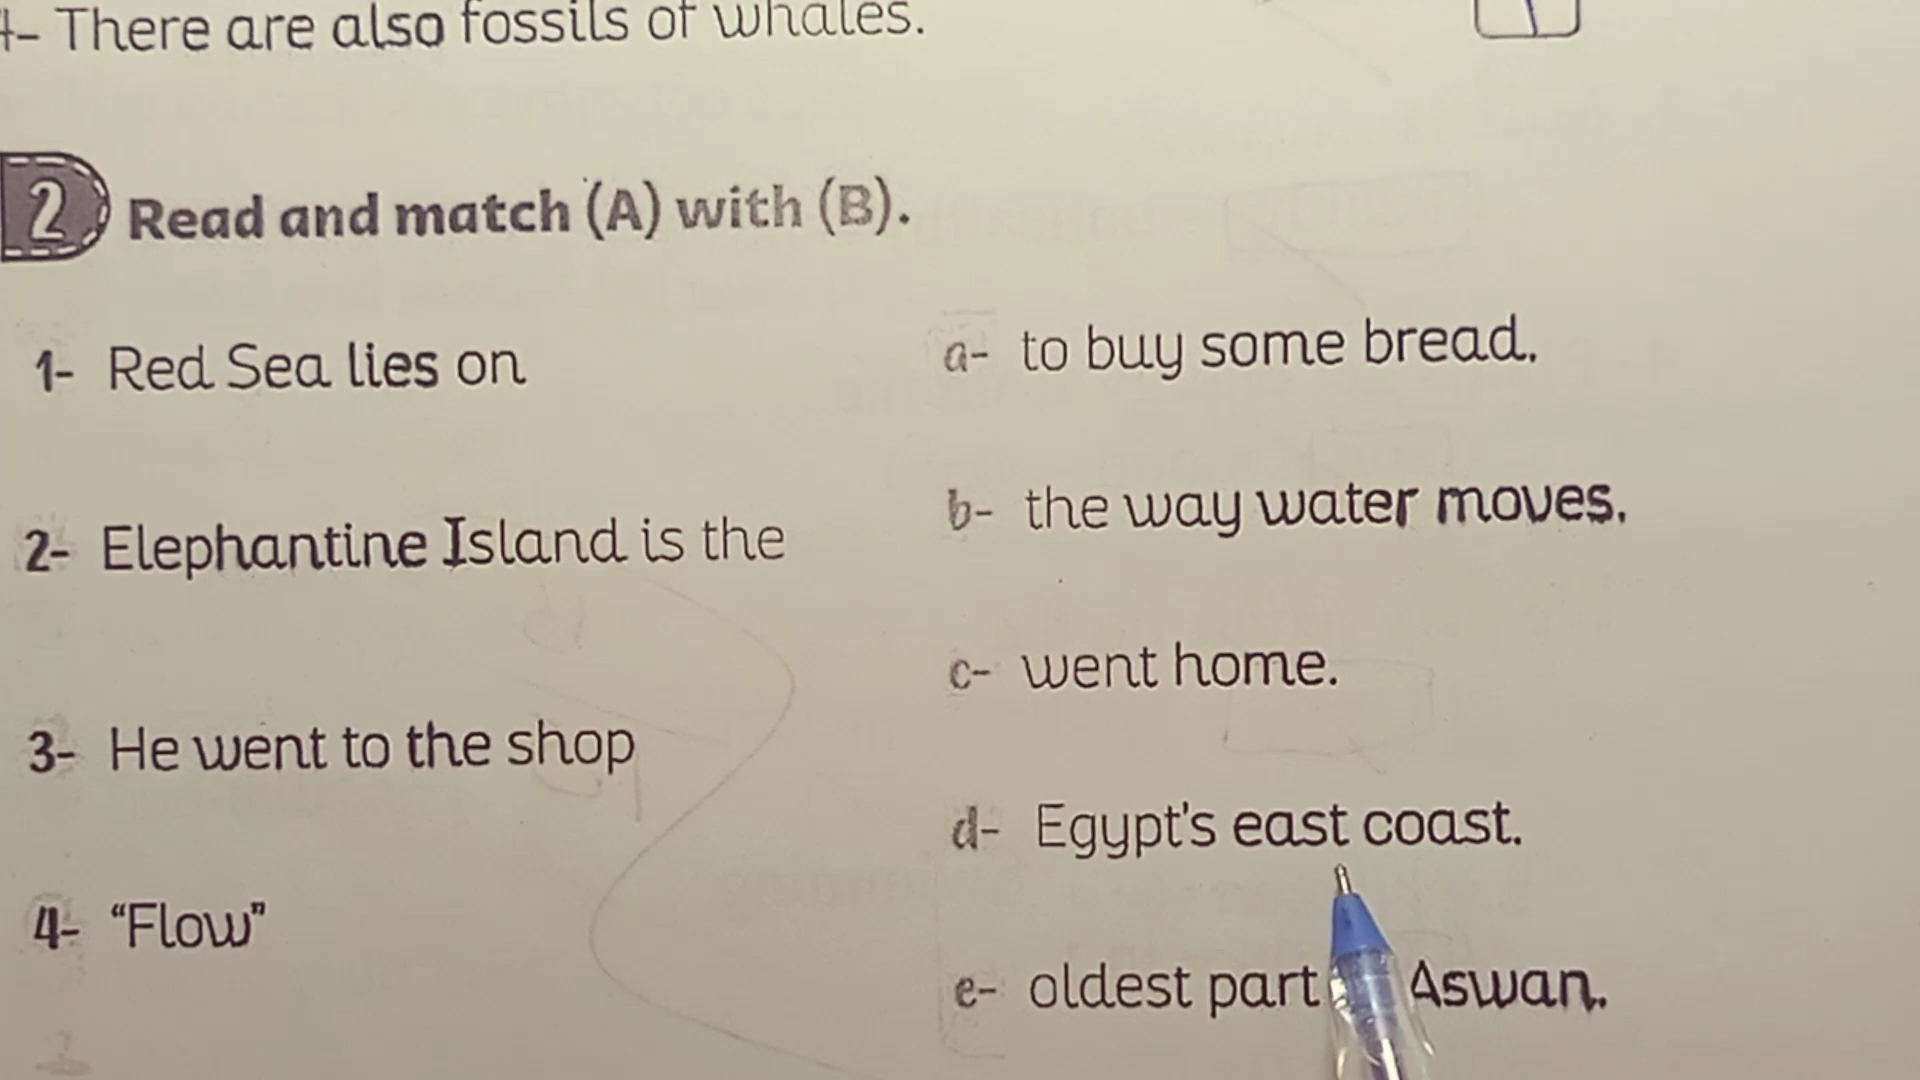 There are also fossils of whales.
2 Read and match (A) with (B).
1- Red Sea lies on
a- to buy some bread.
2- Elephantine Island is the
b- the way water moves.
3- He went to the shop
c- went home.
4- “Flow”
d- Egypt's east coast.
e- oldest part Aswan.